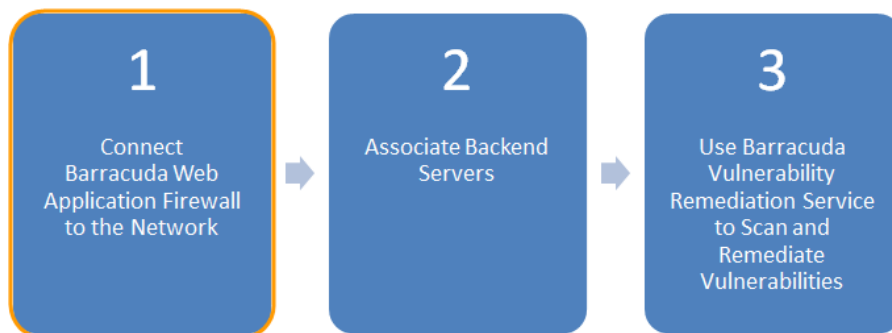 1
Connect
Barracuda Web
Application Firewall
to the Network
2
Associate Backend
Servers
3
Use Barracuda
Vulnerability
Remediation Service
to Scan and
Remediate
Vulnerabilities